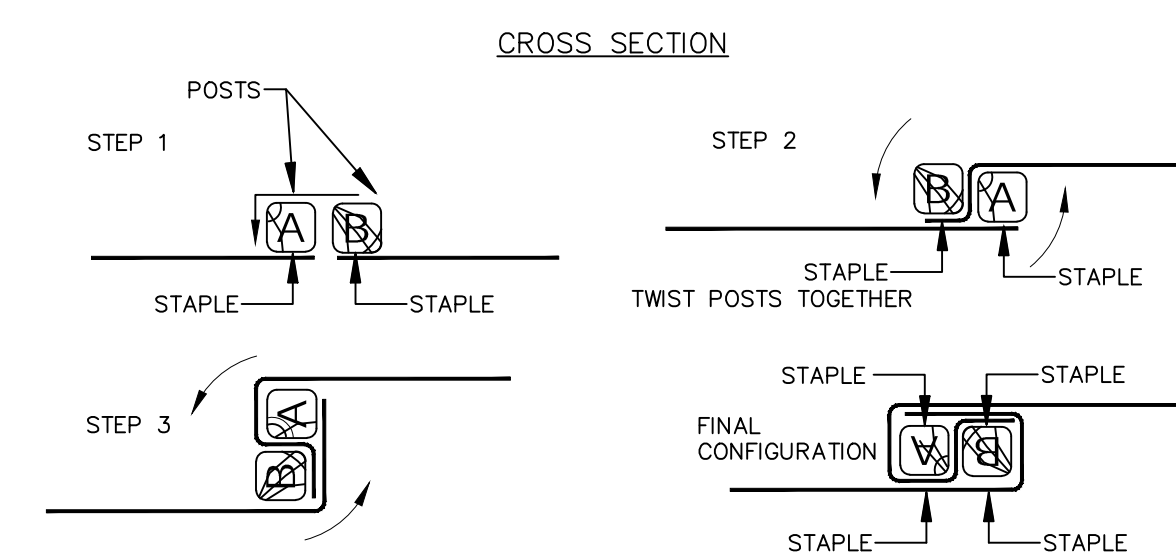 CROSS SECTION
POSTS
STEP 1
A
B
STAPLE
STAPLE
STEP 2
B
A
STAPLE
STAPLE
TWIST POSTS TOGETHER
STEP 3
A
B
STAPLE
STAPLE
FINAL
CONFIGURATION
A
B
STAPLE
STAPLE